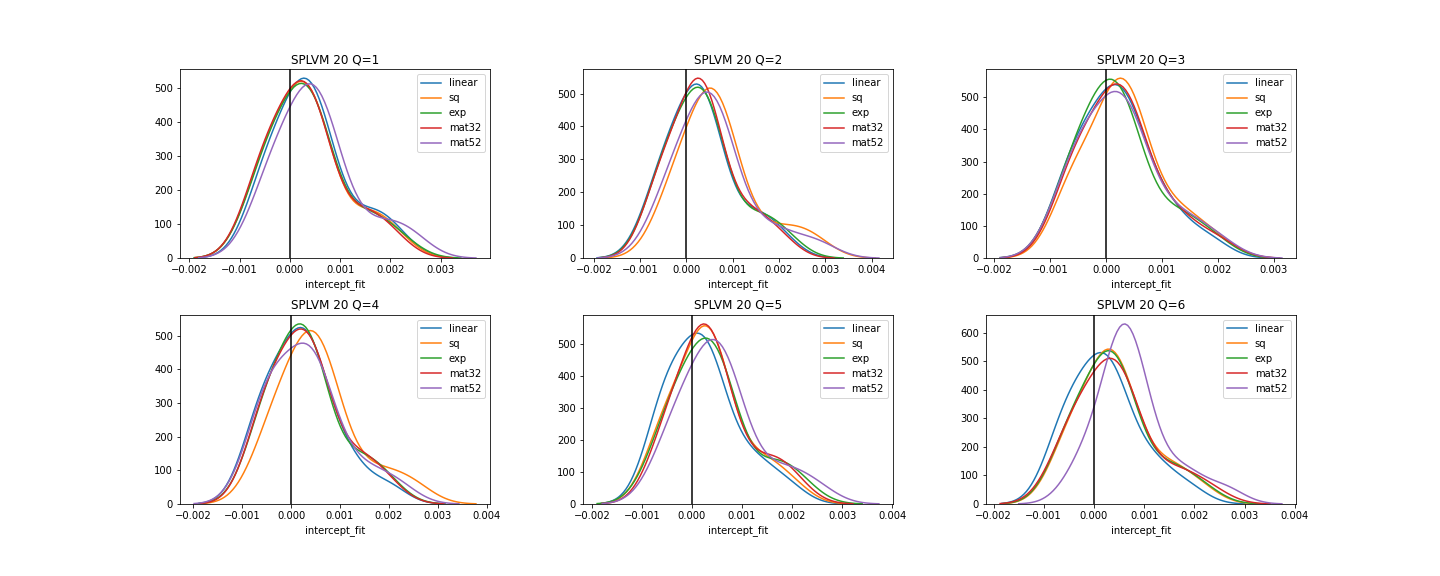 SPLVM 20 Q=1
500
400
300
200
100
0
−0.002
−0.001
0.000
0.001
0.002
0.003
intercept_fit
linear
sq
exp
mat32
mat52
SPLVM 20 Q=2
500
400
300
200
100
0
−0.002
−0.001
0.000
0.001
0.002
0.003
0.004
intercept_fit
linear
sq
exp
mat32
mat52
SPLVM 20 Q=3
500
400
300
200
100
0
−0.002
−0.001
0.000
0.001
0.002
0.003
intercept_fit
linear
sq
exp
mat32
mat52
SPLVM 20 Q=4
500
400
300
200
100
0
−0.002
−0.001
0.000
0.001
0.002
0.003
0.004
intercept_fit
linear
sq
exp
mat32
mat52
SPLVM 20 Q=5
500
400
300
200
100
0
−0.002
−0.001
0.000
0.001
0.002
0.003
0.004
intercept_fit
linear
sq
exp
mat32
mat52
SPLVM 20 Q=6
600
500
400
300
200
100
0
−0.002
−0.001
0.000
0.001
0.002
0.003
0.004
intercept_fit
linear
sq
exp
mat32
mat52